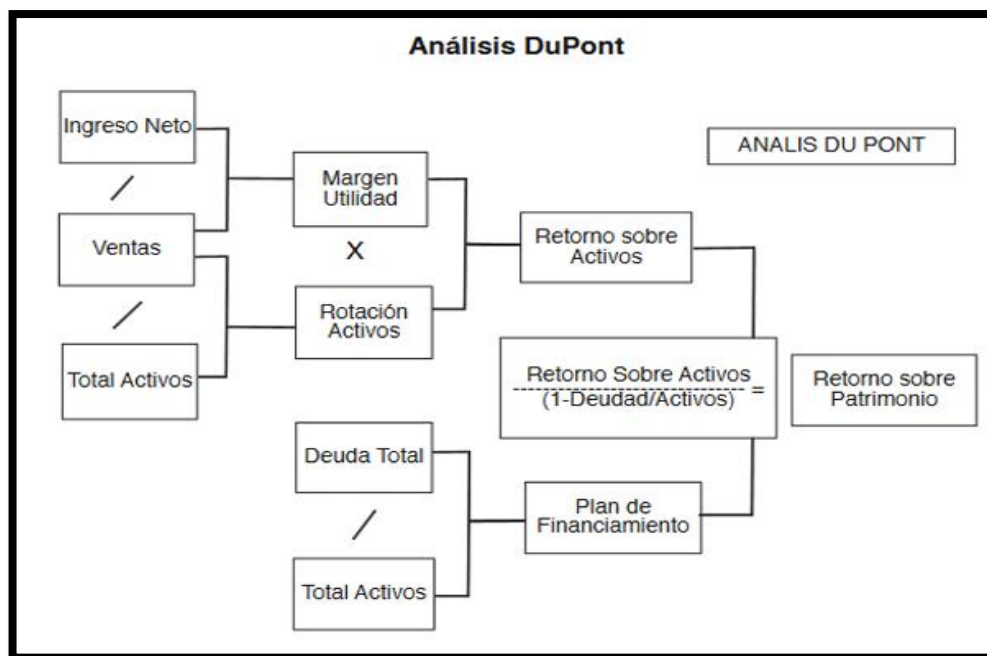 Análisis DuPont
Ingreso Neto
/
Ventas
/
Total Activos
Margen
Utilidad
X
Rotación
Activos
ANALIS DU PONT
Retorno sobre
Activos
Retorno Sobre Activos
--------------------------------- =
(1-Deudad/Activos)
Retorno sobre
Patrimonio
Deuda Total
/
Total Activos
Plan de
Financiamiento